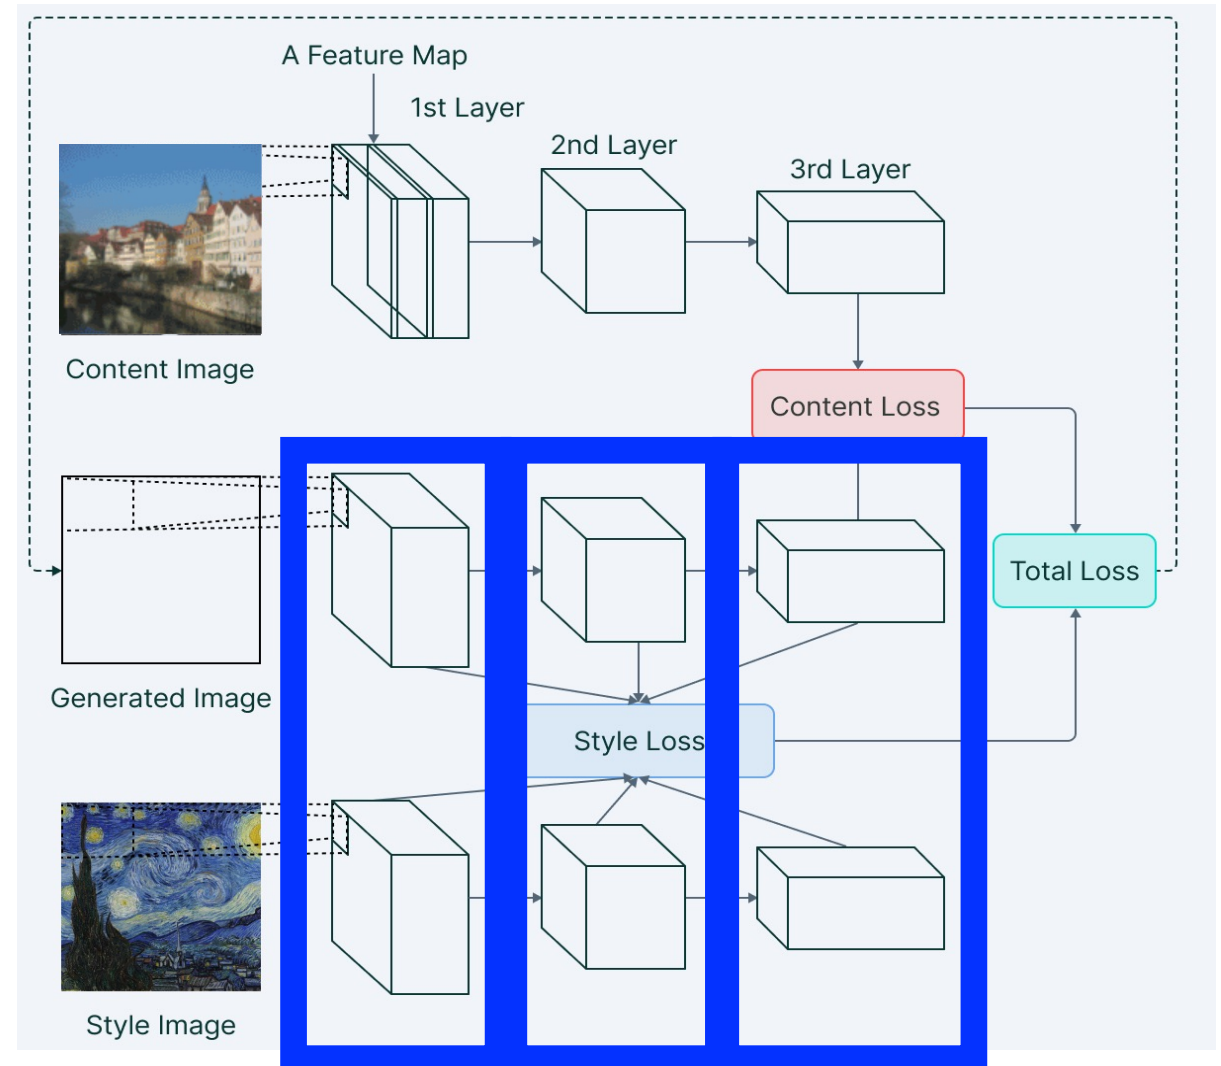 A Feature Map
1st Layer
2nd Layer
3rd Layer
Content Image
Content Loss
Total Loss
Generated Image
Style Loss
Style Image